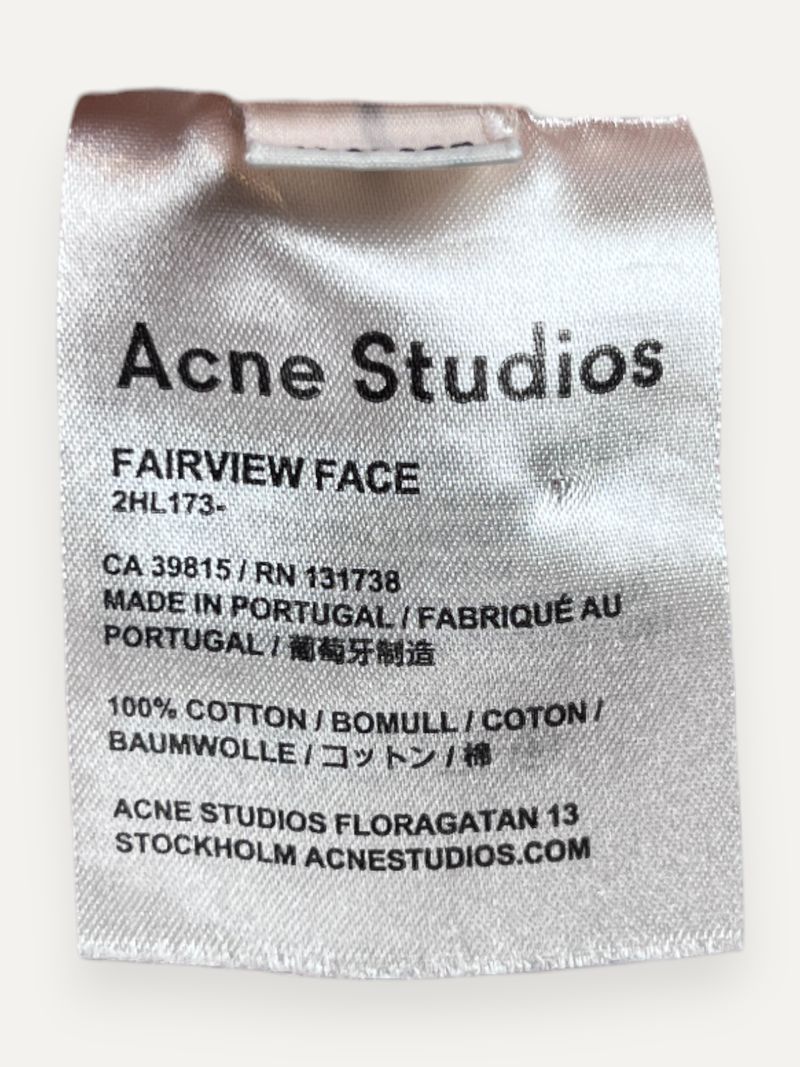 Acne Studios
FAIRVIEW FACE
2HL173-
CA 39815 / RN 131738
MADE IN PORTUGAL / FABRIQUÉ AU
PORTUGAL / 葡萄牙制造
100% COTTON / BOMULL / COTON /
BAUMWOLLE / コットン / 棉
ACNE STUDIOS FLORAGATAN 13
STOCKHOLM ACNESTUDIOS.COM